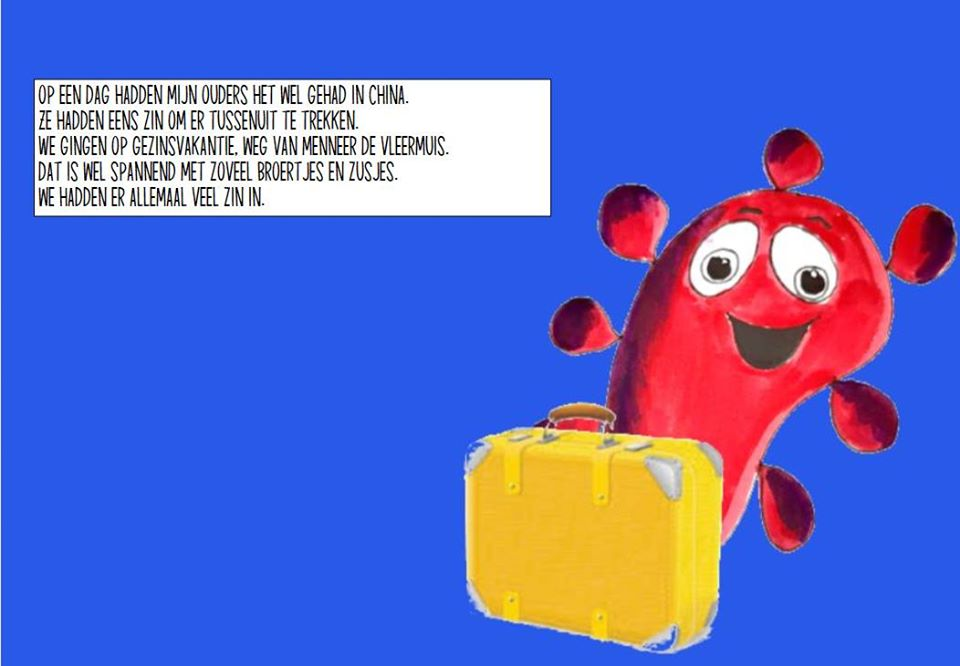 OP EEN DAG HADDEN MIJN OUDERS HET WEL GEHAD IN CHINA.
ZE HADDEN EENS ZIN OM ER TUSSENUIT TE TREKKEN.
WE GINGEN OP GEZINSVAKANTIE, WEG VAN MENNEER DE VLEERMUIS.
DAT IS WEL SPANNEND MET ZOVEEL BROERTJES EN ZUSJES.
WE HADDEN ER ALLEMAAL VEEL ZIN IN.